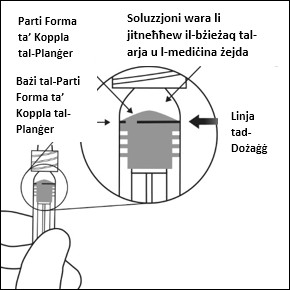 Parti Forma
ta’ Koppla
tal-Planġer
Soluzzjoni wara li
jitneħħew il-bżieżaq tal-
arja u l-mediċina żejda
Bażi tal-Parti
Forma ta’
Koppla tal-
Planġer
Linja
tad-
Dożaġġ